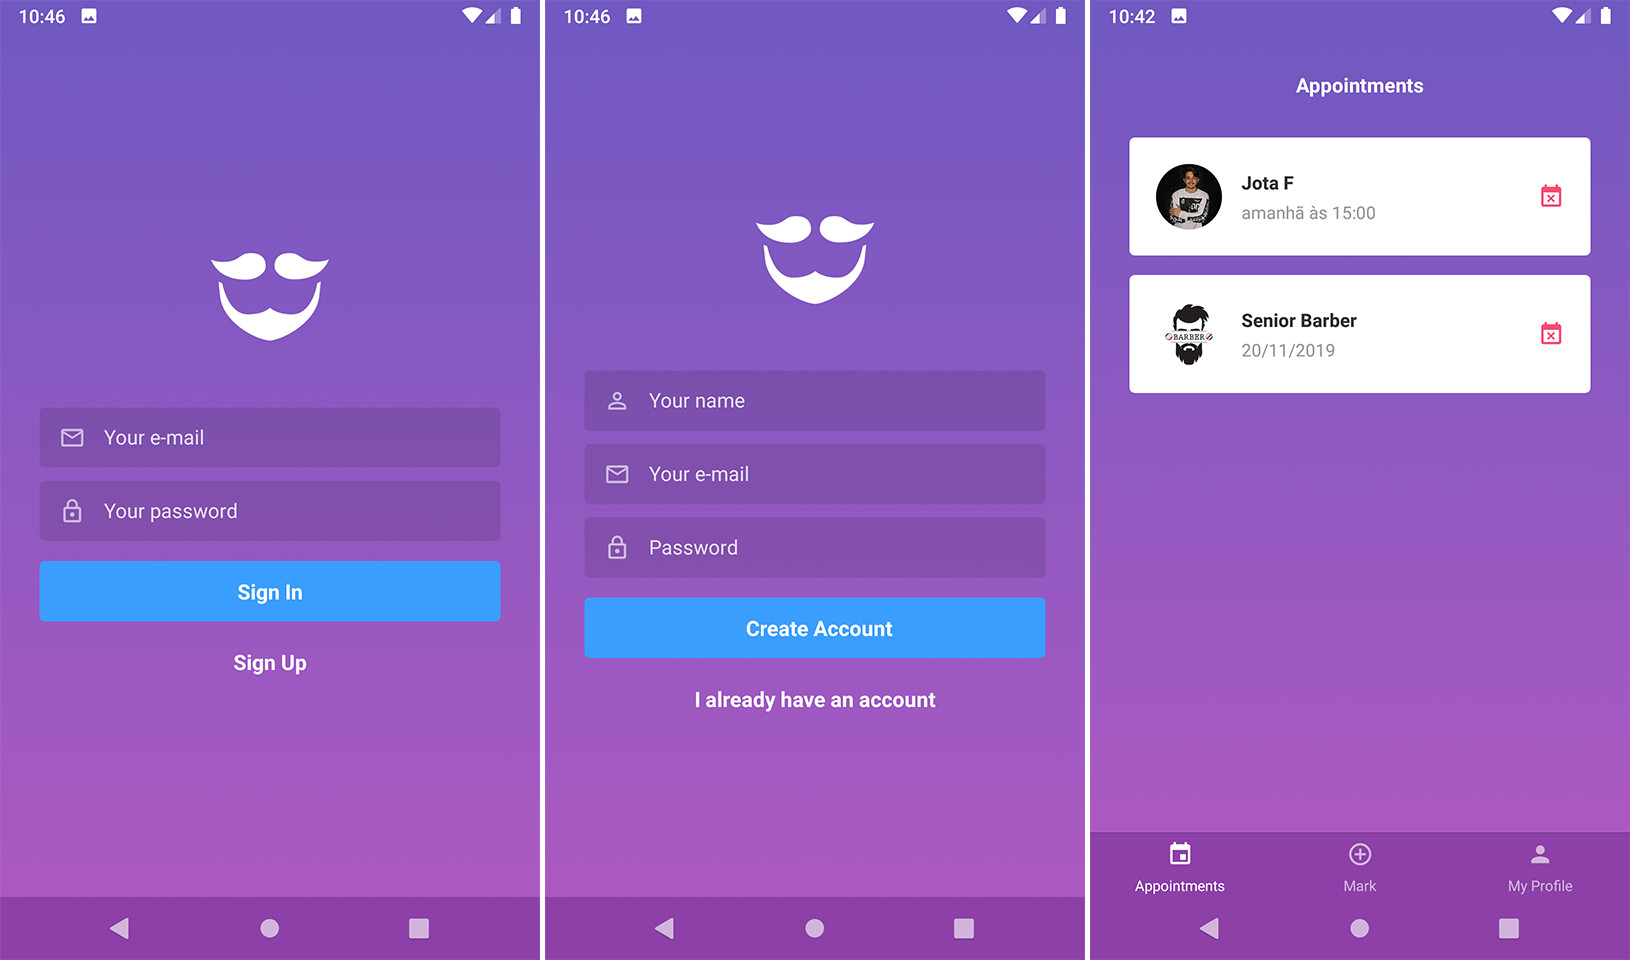 10:46
Your e-mail
Your password
Sign In
Sign Up
10:46
Your name
Your e-mail
Password
Create Account
I already have an account
10:42
Appointments
Jota F
amanhã às 15:00
BARBER
Senior Barber
20/11/2019
Appointments
Mark
My Profile